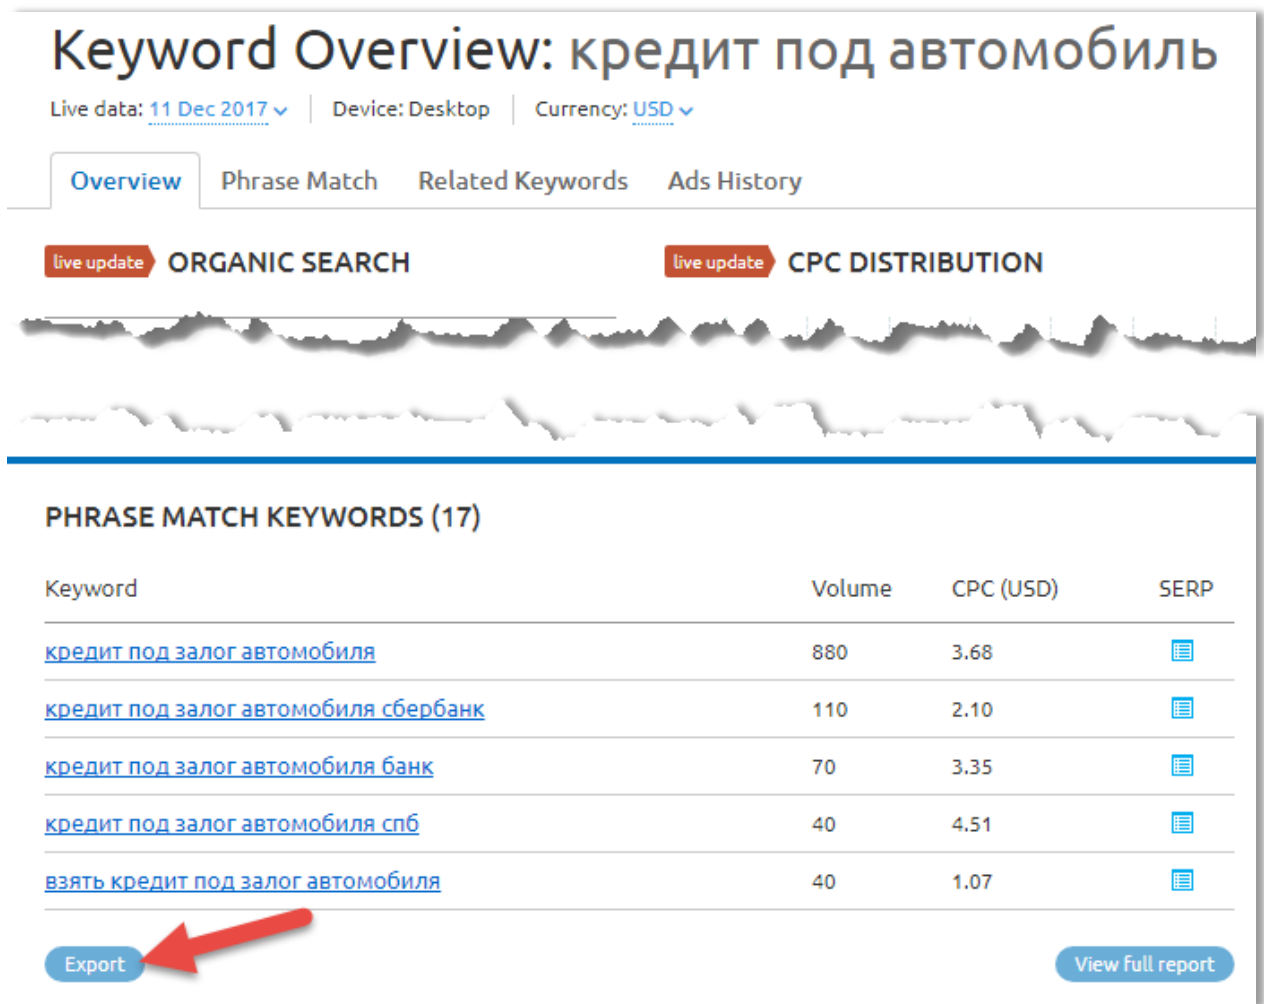 Keyword Overview: кредит под автомобиль
Live data: 11 Dec 2017 Device: Desktop Currency: USD
Overview Phrase Match Related Keywords Ads History
live update ORGANIC SEARCH live update CPC DISTRIBUTION
PHRASE MATCH KEYWORDS (17)
Keyword Volume CPC (USD) SERP
кредит под залог автомобиля 880 3.68
кредит под залог автомобиля сбербанк 110 2.10
кредит под залог автомобиля банк 70 3.35
кредит под залог автомобиля спб 40 4.51
взять кредит под залог автомобиля 40 1.07
Export View full report